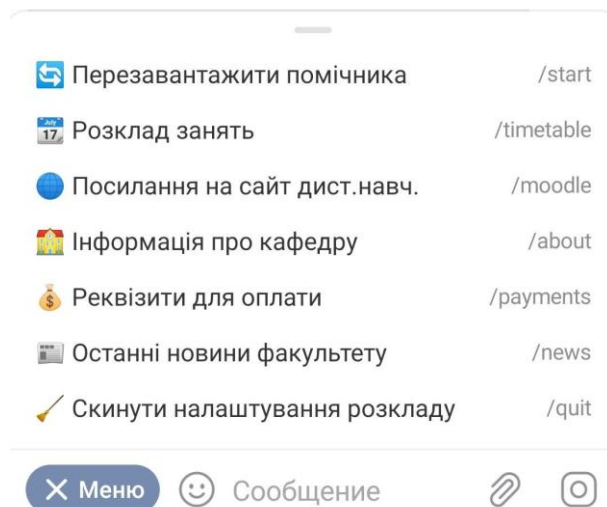 Перезавантажити помічника /start
Розклад занять /timetable
Посилання на сайт дист.навч. /moodle
Інформація про кафедру /about
Реквізити для оплати /payments
Останні новини факультету /news
Скинути налаштування розкладу /quit
Меню Сообщение